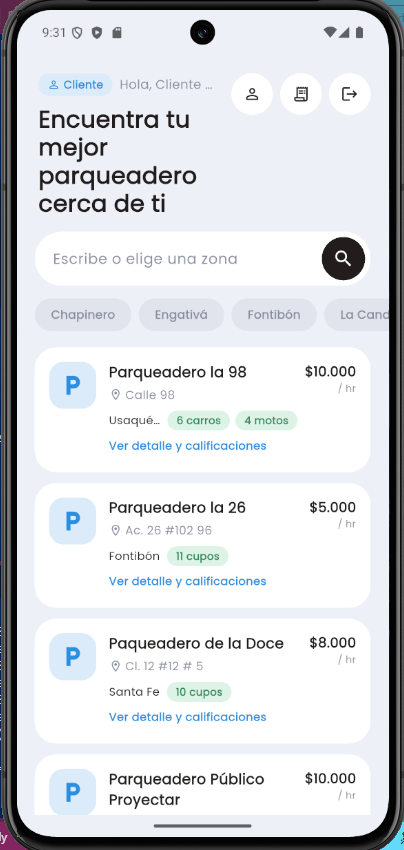 9:31
Cliente Hola, Cliente ...
Encuentra tu
mejor
parqueadero
cerca de ti
Escribe o elige una zona
Chapinero Engativá Fontibón La Cand
P Parqueadero la 98 $10.000
Calle 98 / hr
Usaqué... 6 carros 4 motos
Ver detalle y calificaciones
P Parqueadero la 26 $5.000
Ac. 26 #102 96 / hr
Fontibón 11 cupos
Ver detalle y calificaciones
P Paqueadero de la Doce $8.000
Cl. 12 #12 # 5 / hr
Santa Fe 10 cupos
Ver detalle y calificaciones
P Parqueadero Público $10.000
Proyectar / hr